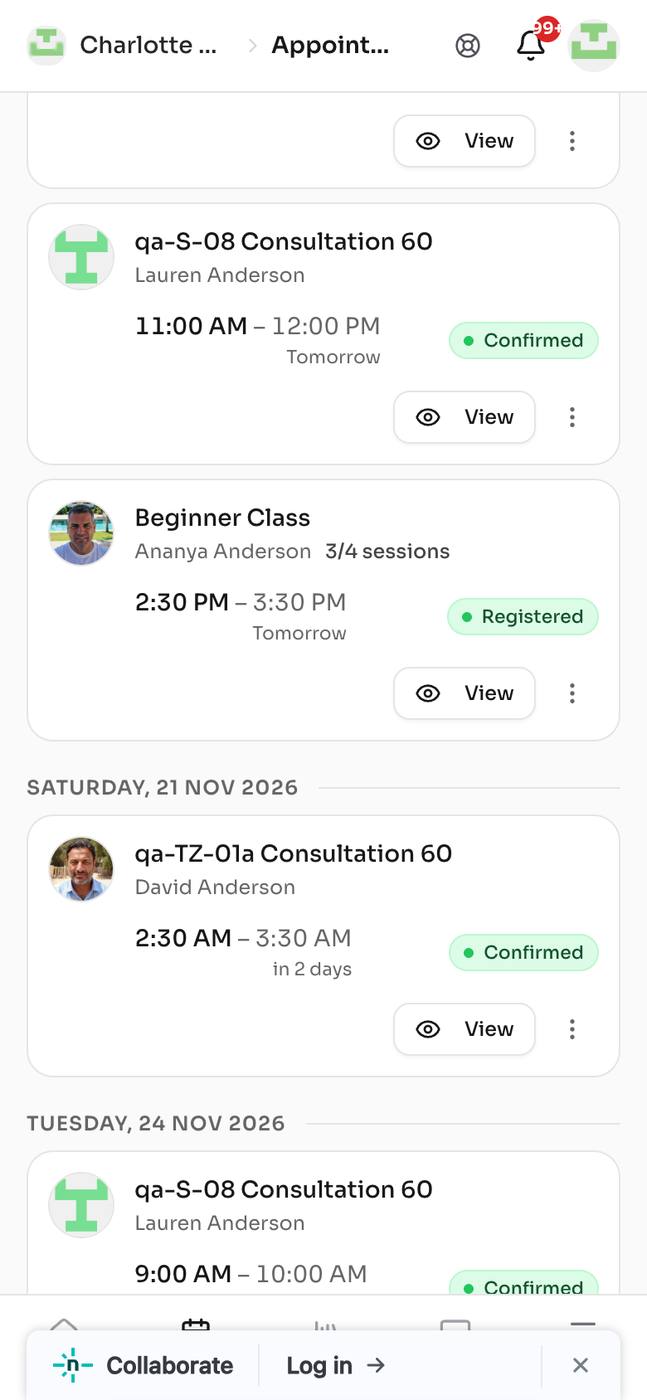 Charlotte ... Appoint... 99+
View
qa-S-08 Consultation 60
Lauren Anderson
11:00 AM – 12:00 PM
Tomorrow
Confirmed
View
Beginner Class
Ananya Anderson 3/4 sessions
2:30 PM – 3:30 PM
Tomorrow
Registered
View
SATURDAY, 21 NOV 2026
qa-TZ-01a Consultation 60
David Anderson
2:30 AM – 3:30 AM
in 2 days
Confirmed
View
TUESDAY, 24 NOV 2026
qa-S-08 Consultation 60
Lauren Anderson
9:00 AM – 10:00 AM
Confirmed
n Collaborate Log in →